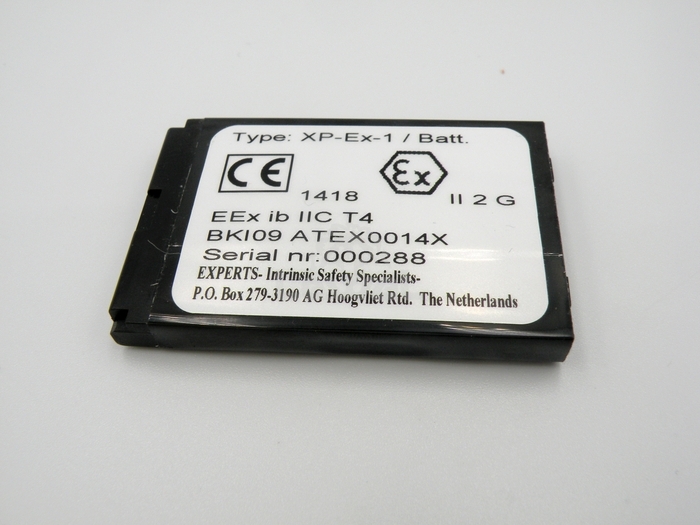 Type: XP-Ex-1 / Batt.
CE 1418 Ex II 2 G
EEx ib IIC T4
BKI09 ATEX0014X
Serial nr:000288
EXPERTS- Intrinsic Safety Specialists-
P.O. Box 279-3190 AG Hoogvliet Rtd. The Netherlands